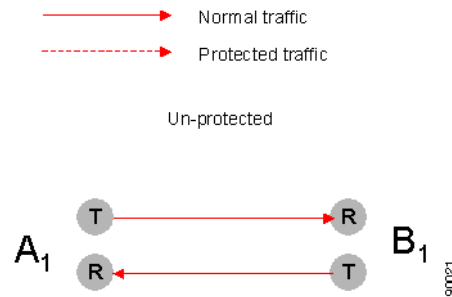 Normal traffic
Protected traffic
Un-protected
T R
A1 B1
R T
90021